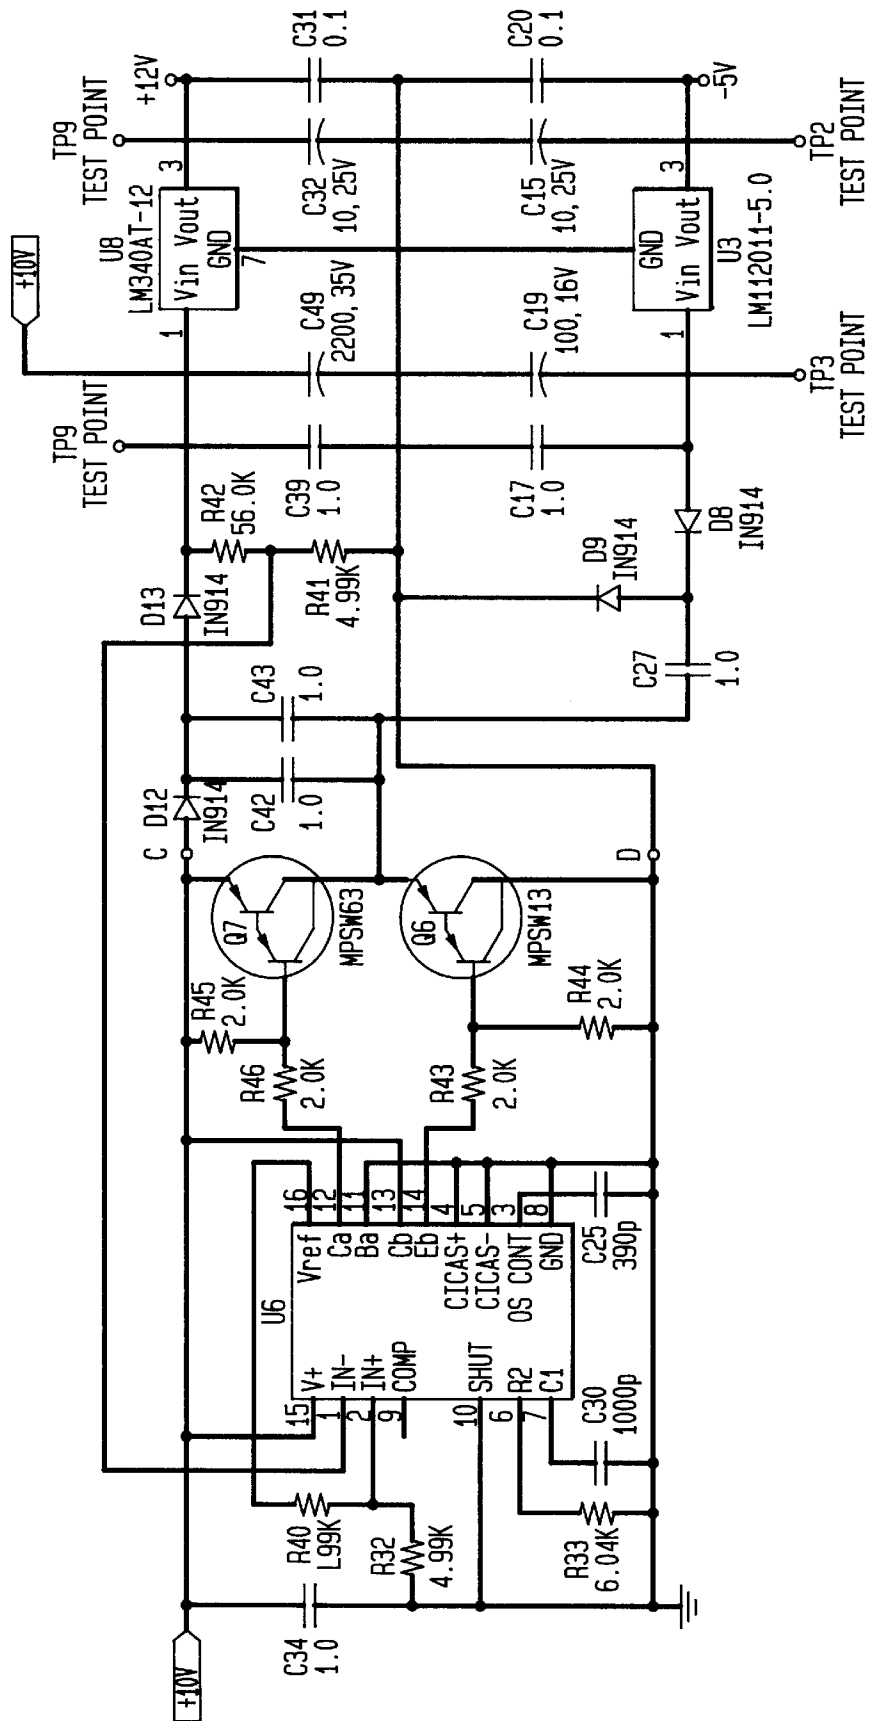 +10V
C34
1.0
R40
L99K
R32
4.99K
R33
6.04K
C30
1000p
15
1
2
9
10
6
7
V+
IN-
IN+
COMP
SHUT
R2
C1
U6
Vref
Ca
Ba
Cb
Eb
CICAS+
CICAS-
OS CONT
GND
16
12
11
13
14
4
5
3
8
C25
390p
R46
2.0K
R45
2.0K
R43
2.0K
R44
2.0K
Q7
MPSW63
Q6
MPSW13
C
D
D12
IN914
C42
1.0
C43
1.0
D13
IN914
R42
56.0K
R41
4.99K
C27
1.0
D9
IN914
D8
IN914
TP9
TEST POINT
C39
1.0
C17
1.0
+10V
C49
2200,35V
C19
100,16V
TP3
TEST POINT
U8
LM340AT-12
1
Vin Vout
GND
7
3
1
Vin Vout
GND
3
U3
LM112011-5.0
TP9
TEST POINT
C32
10,25V
C15
10,25V
TP2
TEST POINT
+12V
C31
0.1
C20
0.1
-5V